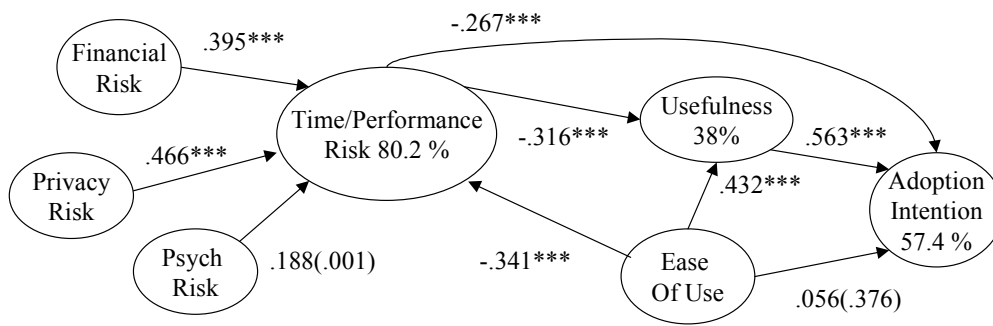 -.267***
.395***
Financial
Risk
Time/Performance
Risk 80.2 %
Usefulness
38%
-.316***
.563***
.466***
Privacy
Risk
.432***
Adoption
Intention
57.4 %
Psych
Risk
.188(.001)
-.341***
Ease
Of Use
.056(.376)